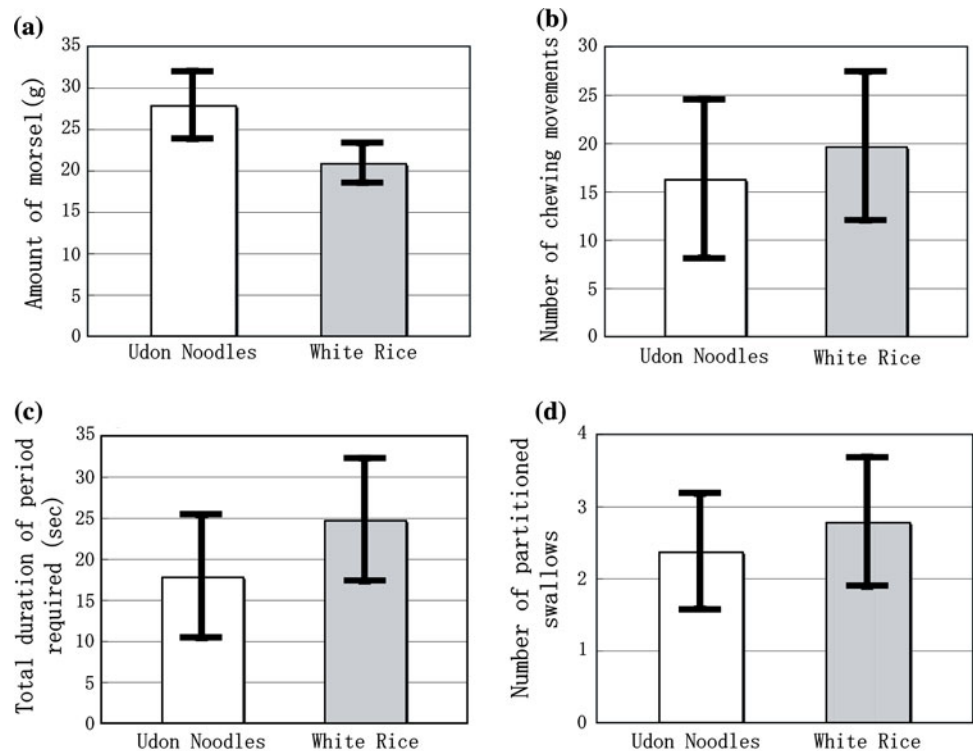 (a)
Amount of morsel(g)
35
30
25
20
15
10
5
0
Udon Noodles White Rice
(b)
Number of chewing movements
30
25
20
15
10
5
0
Udon Noodles White Rice
(c)
Total duration of period
required (sec)
35
30
25
20
15
10
5
0
Udon Noodles White Rice
(d)
Number of partitioned
swallows
4
3
2
1
0
Udon Noodles White Rice